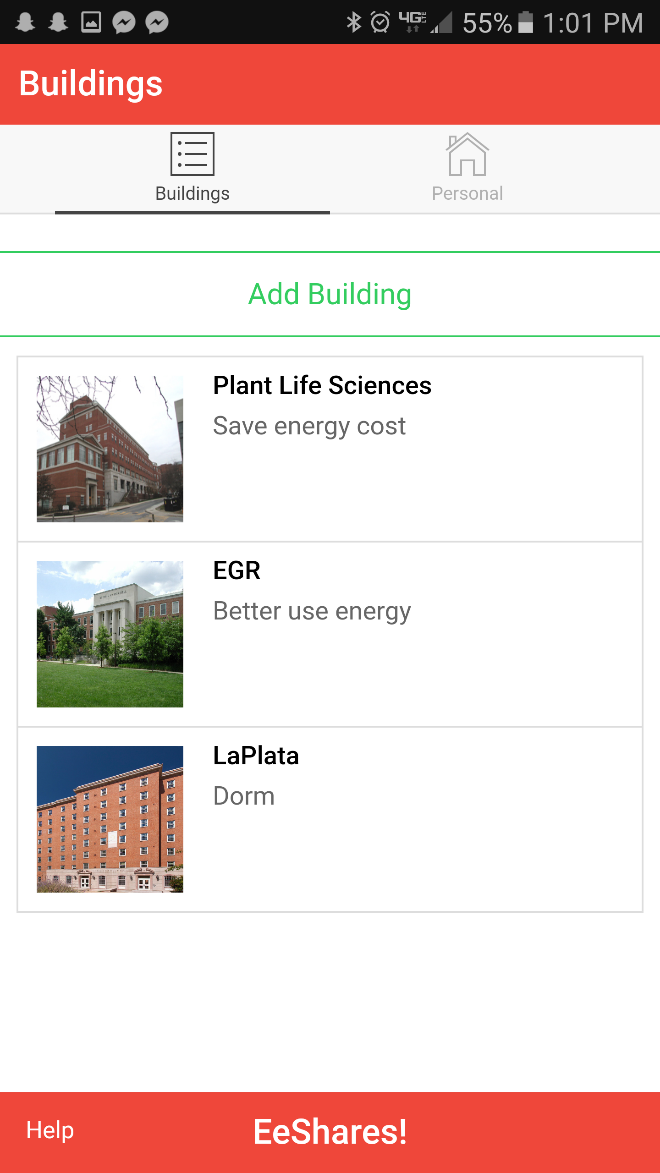 55% 1:01 PM
Buildings
Buildings
Personal
Add Building
Plant Life Sciences
Save energy cost
EGR
Better use energy
LaPlata
Dorm
Help
EeShares!